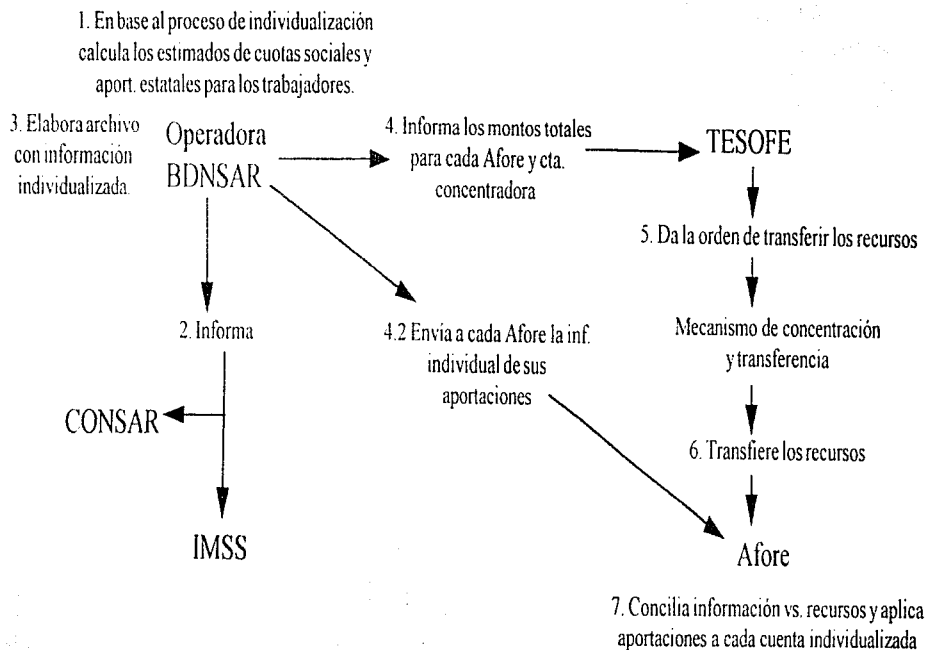 1. En base al proceso de individualización
calcula los estimados de cuotas sociales y
aport. estatales para los trabajadores.
3. Elabora archivo
con información
individualizada.
Operadora
BDNSAR
4. Informa los montos totales
para cada Afore y cta.
concentradora
TESOFE
5. Da la orden de transferir los recursos
2. Informa
4.2 Envía a cada Afore la inf.
individual de sus
aportaciones
Mecanismo de concentración
y transferencia
CONSAR
6. Transfiere los recursos
IMSS
Afore
7. Concilia información vs. recursos y aplica
aportaciones a cada cuenta individualizada